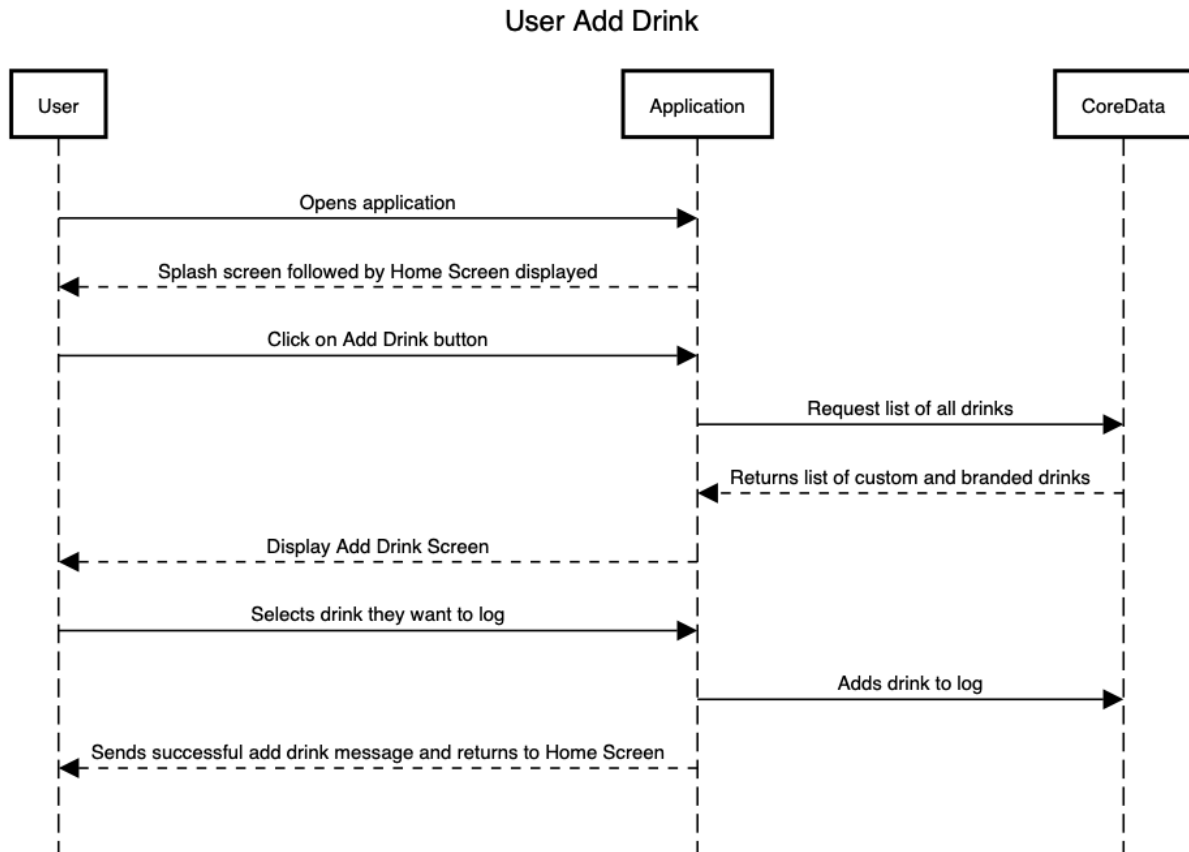 User Add Drink
User
Application
CoreData
Opens application
Splash screen followed by Home Screen displayed
Click on Add Drink button
Request list of all drinks
Returns list of custom and branded drinks
Display Add Drink Screen
Selects drink they want to log
Adds drink to log
Sends successful add drink message and returns to Home Screen